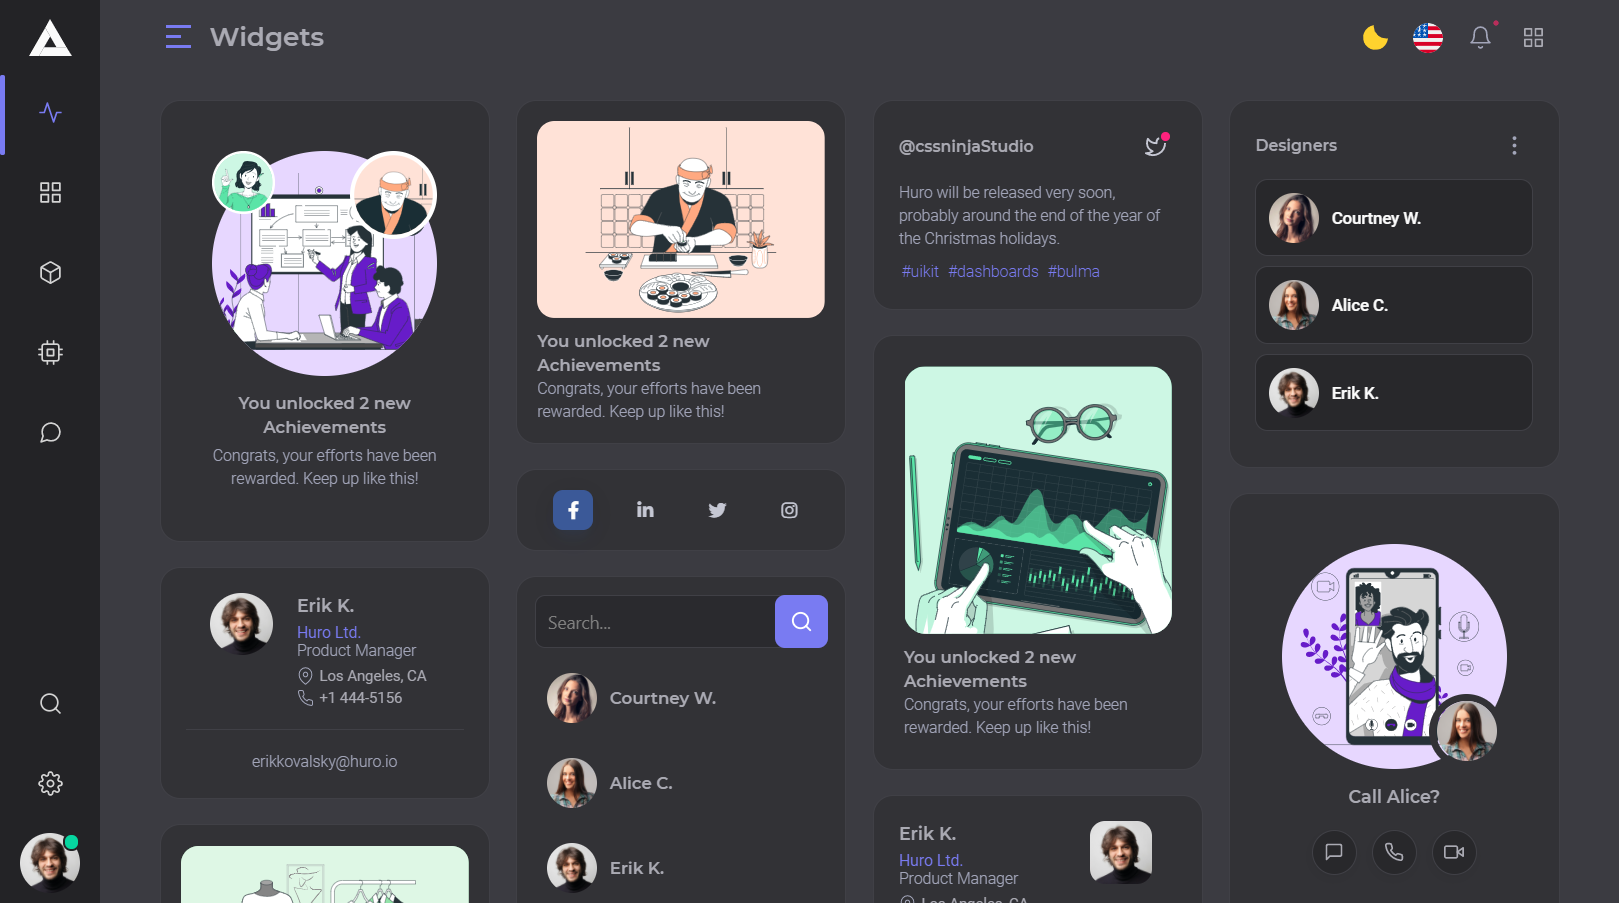 Widgets
You unlocked 2 new
Achievements
Congrats, your efforts have been
rewarded. Keep up like this!
Erik K.
Huro Ltd.
Product Manager
Los Angeles, CA
+1 444-5156
erikkovalsky@huro.io
You unlocked 2 new
Achievements
Congrats, your efforts have been
rewarded. Keep up like this!
Search...
Courtney W.
Alice C.
Erik K.
@cssninjaStudio
Huro will be released very soon,
probably around the end of the year of
the Christmas holidays.
#uikit #dashboards #bulma
You unlocked 2 new
Achievements
Congrats, your efforts have been
rewarded. Keep up like this!
Erik K.
Huro Ltd.
Product Manager
Los Angeles, CA
Designers
Courtney W.
Alice C.
Erik K.
Call Alice?